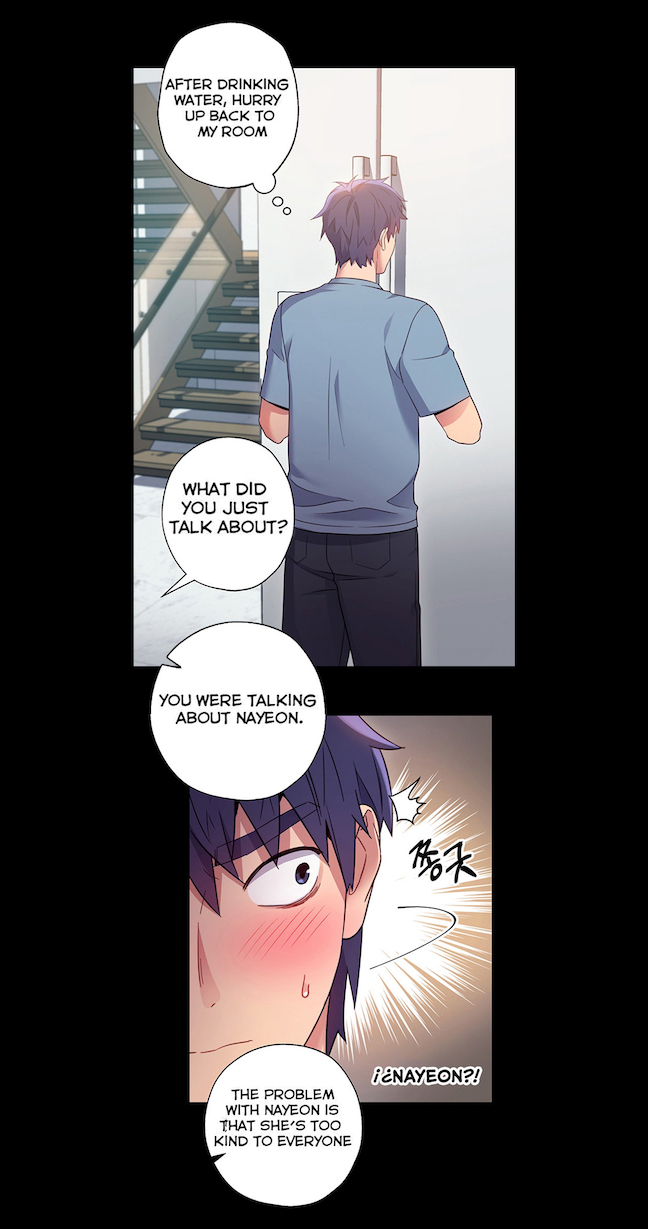 AFTER DRINKING
WATER, HURRY
UP BACK TO
MY ROOM
WHAT DID
YOU JUST
TALK ABOUT?
YOU WERE TALKING
ABOUT NAYEON.
쫑긋
¡¿NAYEON?!
THE PROBLEM
WITH NAYEON IS
THAT SHE'S TOO
KIND TO EVERYONE